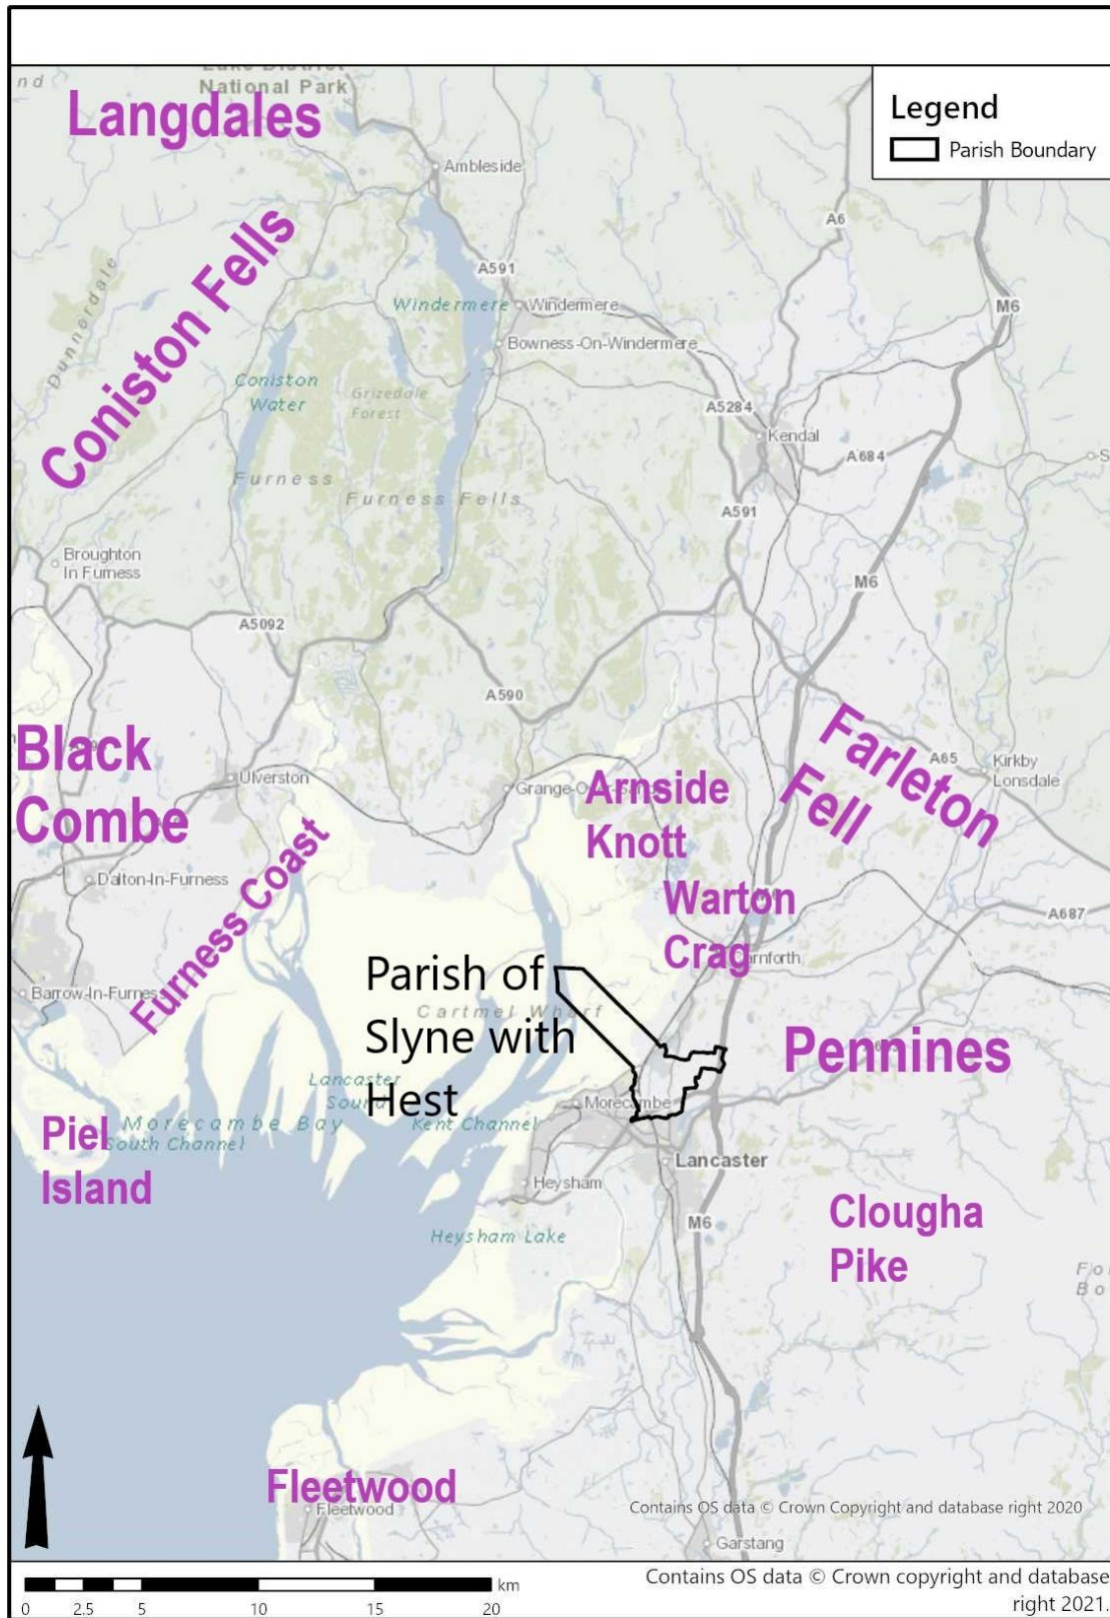 National Park
Langdales
Legend
Parish Boundary
Ambleside
A6
Coniston Fells
Dunnerdale
A591
M6
Windermere
Windermere
Bowness-On-Windermere
Coniston
Water
Grizedale
Forest
A5284
Kendal
A684
Furness
Furness Fells
A591
Broughton
In Furness
M6
A5092
A590
Black
Combe
Farleton
Fell
A65
Kirkby
Lonsdale
Ulverston
Arnside
Knott
Dalton-In-Furness
Furness Coast
Warton
Crag
A687
Barrow-In-Furness
Parish of
Slyne with
Hest
Cartmel Wharf
Pennines
Lancaster
Morecambe
Kent Channel
Morecambe Bay
South Channel
Piel
Island
Lancaster
Heysham
Clougha
Pike
M6
Heysham Lake
Fleetwood
Fleetwood
Contains OS data © Crown Copyright and database right 2020
Garstang
0 2.5 5 10 15 20 km
Contains OS data © Crown copyright and database
right 2021.